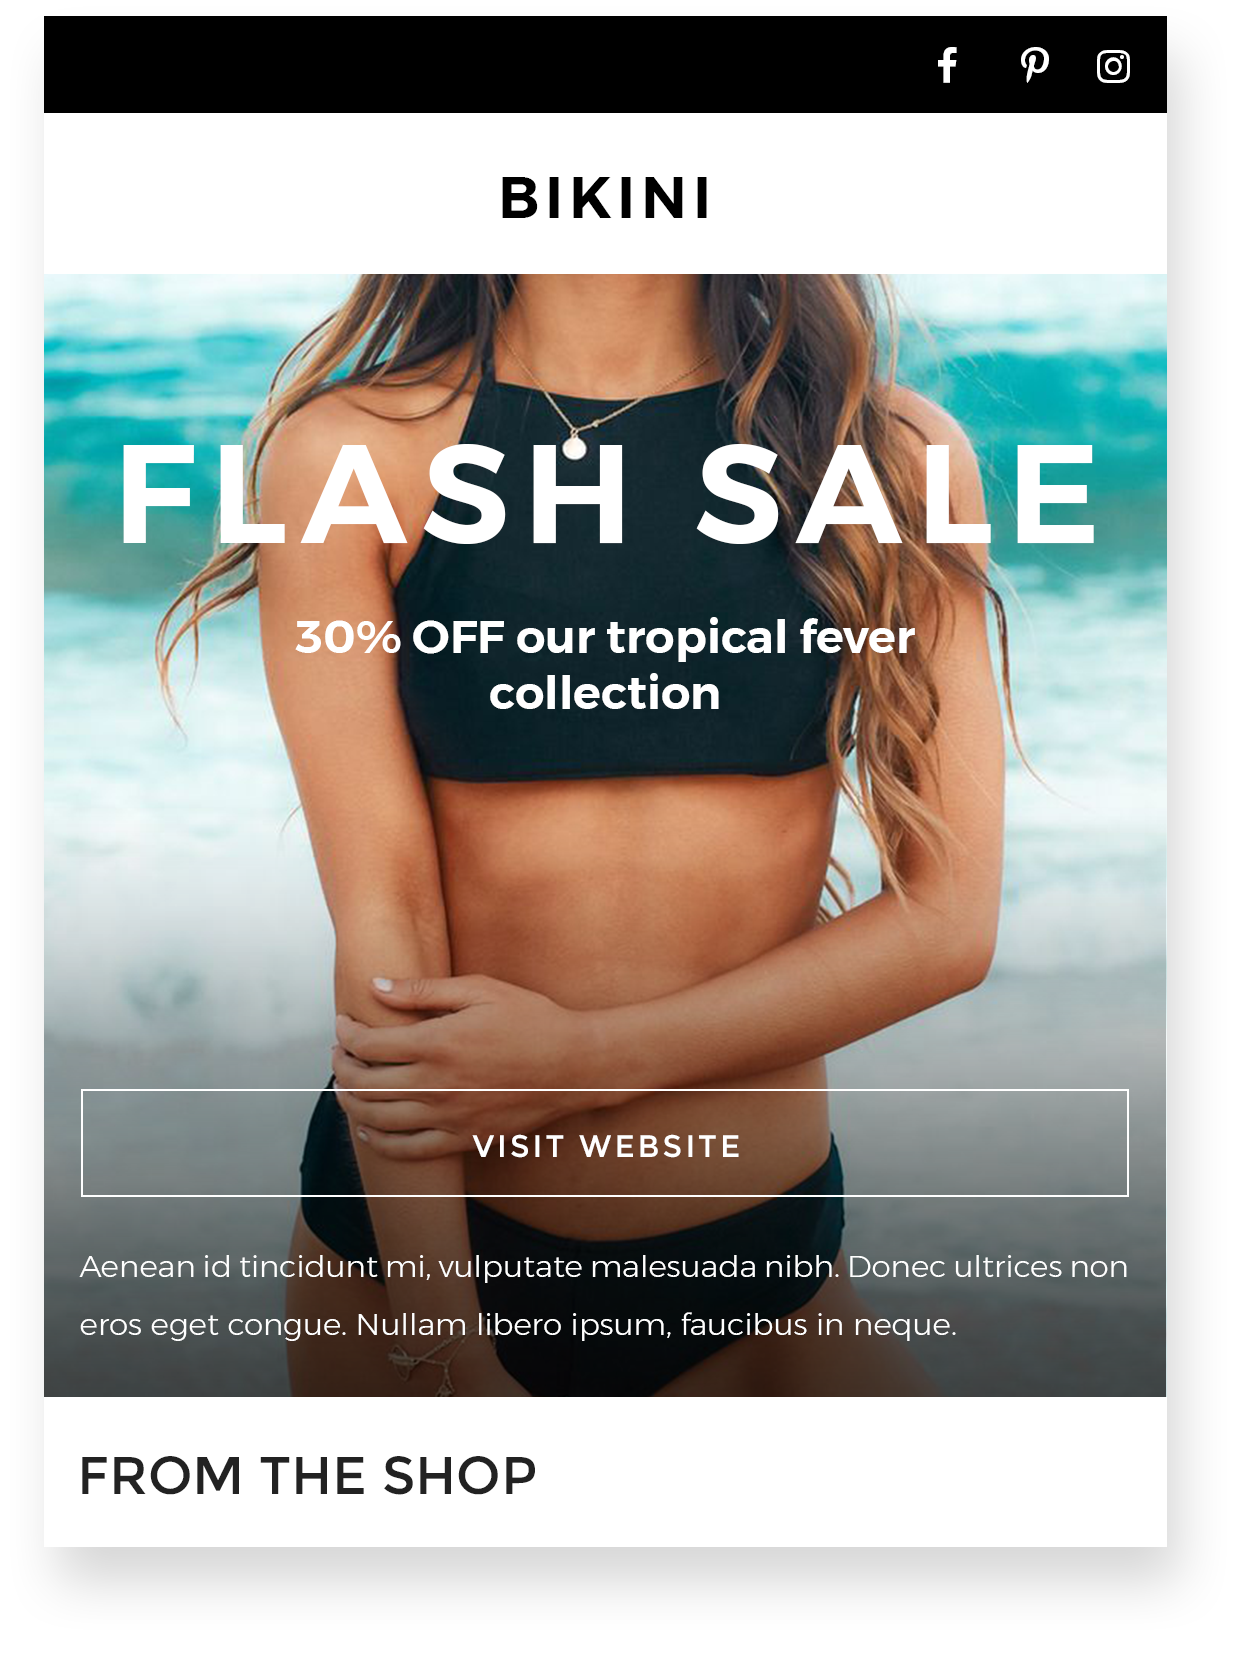 BIKINI
FLASH SALE
30% OFF our tropical fever
collection
VISIT WEBSITE
Aenean id tincidunt mi, vulputate malesuada nibh. Donec ultrices non
eros eget congue. Nullam libero ipsum, faucibus in neque.
FROM THE SHOP